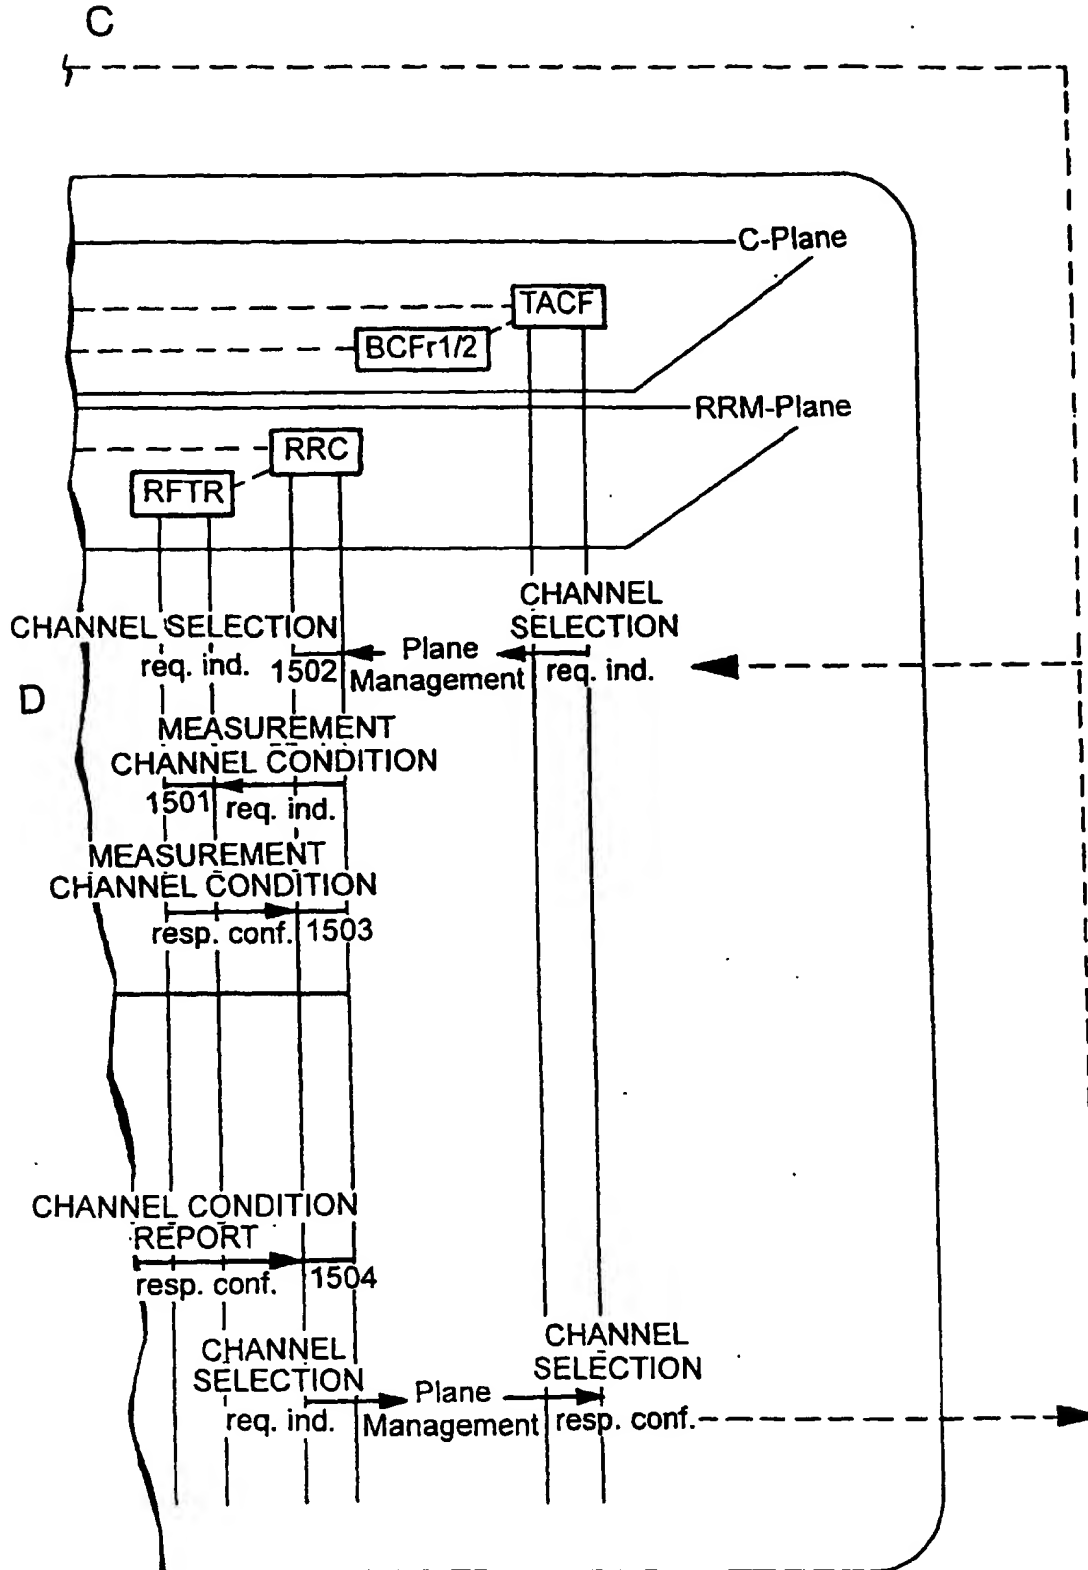 C
C-Plane
TACF
BCFr1/2
RRM-Plane
RRC
RFTR
CHANNEL
SELECTION
CHANNEL SELECTION
req. ind. 1502
Plane
Management
req. ind.
D
MEASUREMENT
CHANNEL CONDITION
1501 req. ind.
MEASUREMENT
CHANNEL CONDITION
resp. conf. 1503
CHANNEL CONDITION
REPORT
resp. conf. 1504
CHANNEL
SELECTION
req. ind.
Plane
Management
CHANNEL
SELECTION
resp. conf.